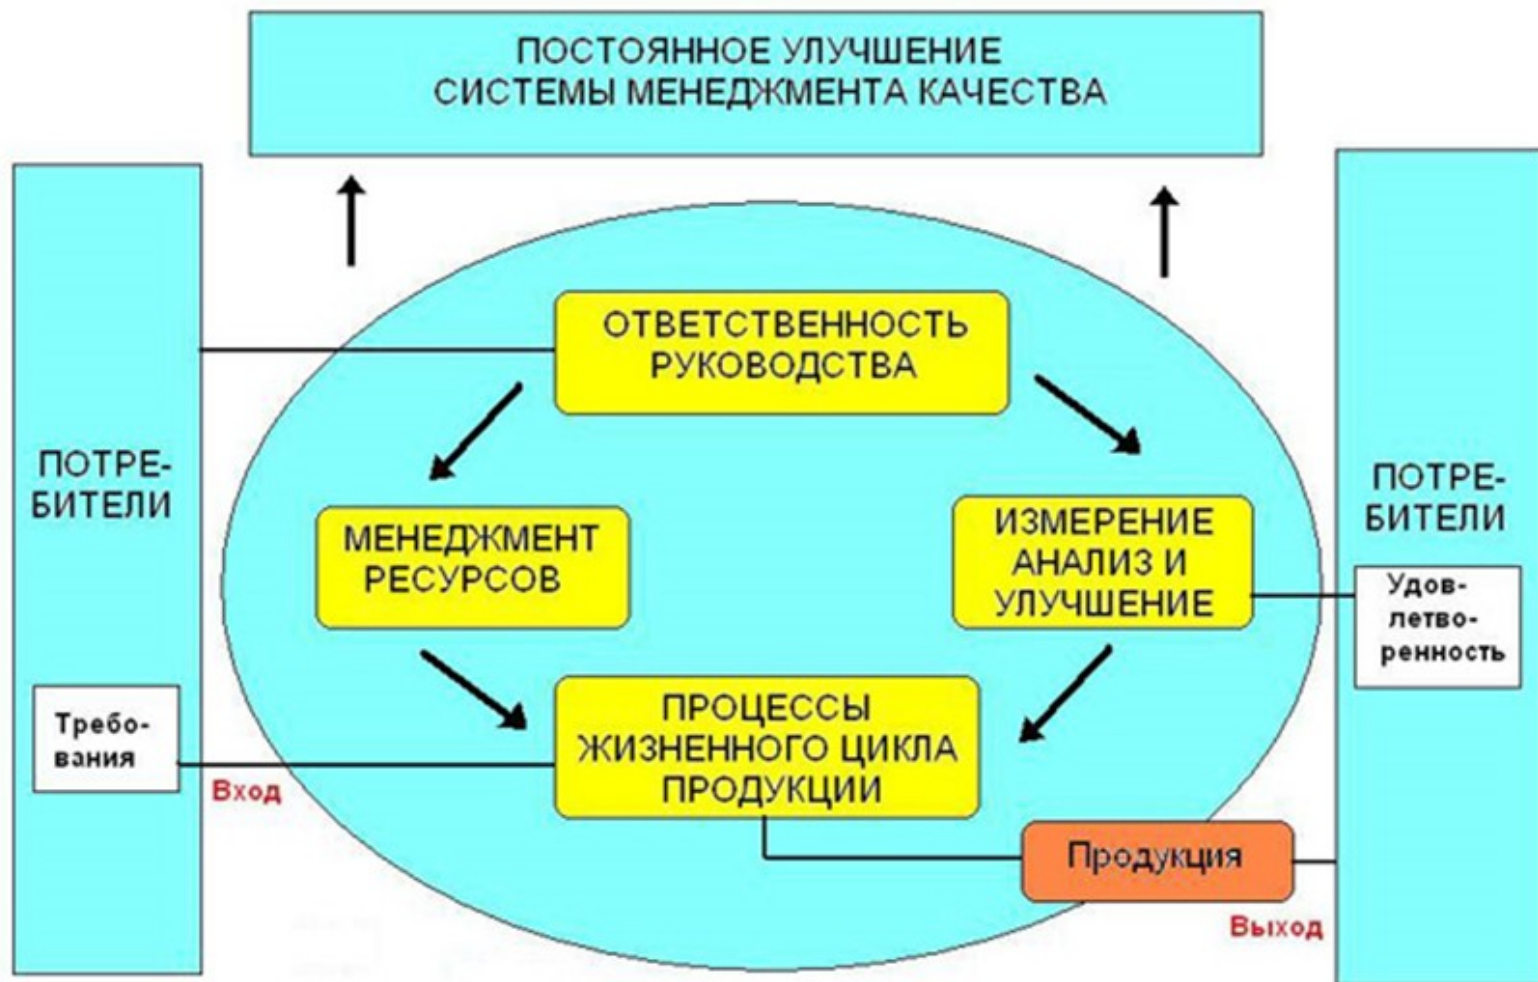 ПОСТОЯННОЕ УЛУЧШЕНИЕ
СИСТЕМЫ МЕНЕДЖМЕНТА КАЧЕСТВА
ОТВЕТСТВЕННОСТЬ
РУКОВОДСТВА
ПОТРЕ-
БИТЕЛИ
МЕНЕДЖМЕНТ
РЕСУРСОВ
ИЗМЕРЕНИЕ
АНАЛИЗ И
УЛУЧШЕНИЕ
ПОТРЕ-
БИТЕЛИ
Удов-
летво-
ренность
Требо-
вания
Вход
ПРОЦЕССЫ
ЖИЗНЕННОГО ЦИКЛА
ПРОДУКЦИИ
Продукция
Выход